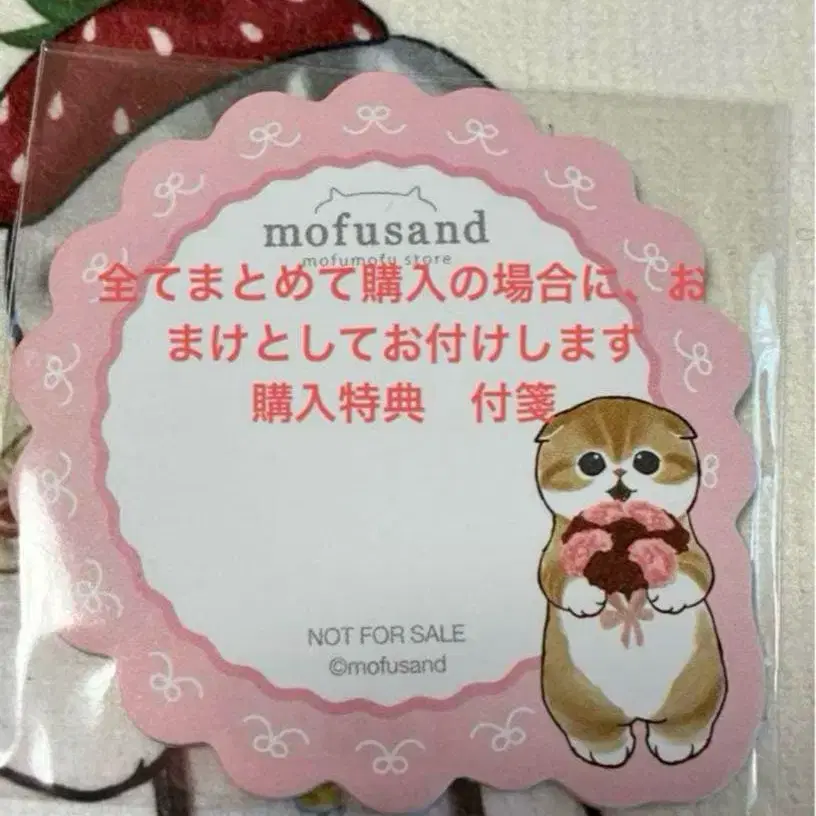 mofusand
mofumofu store
全てまとめて購入の場合に、お
まけとしてお付けします
購入特典　付箋
NOT FOR SALE
©mofusand